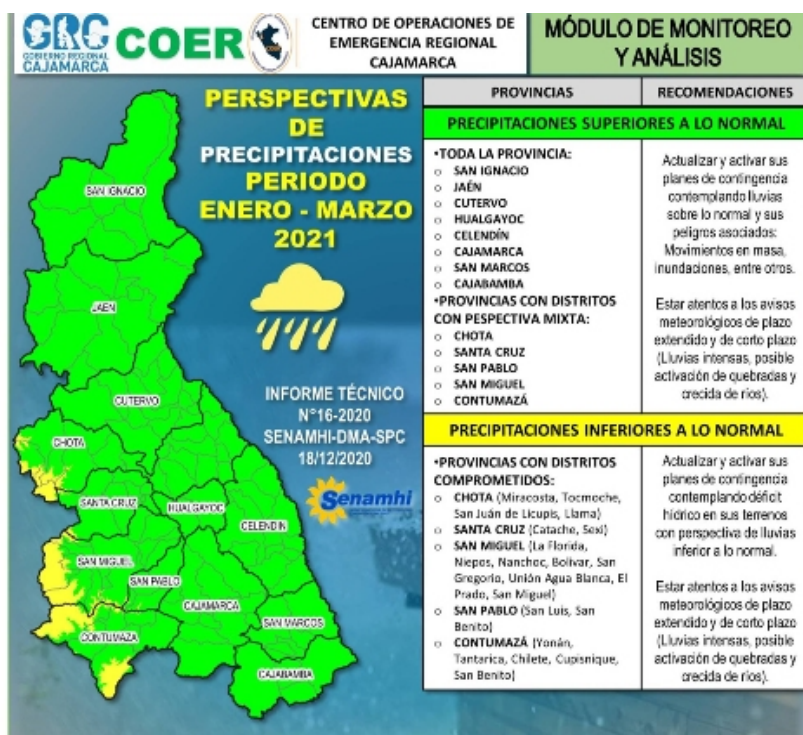 GRC
GOBIERNO REGIONAL
CAJAMARCA
COER
CENTRO DE OPERACIONES DE
EMERGENCIA REGIONAL
CAJAMARCA
MÓDULO DE MONITOREO
Y ANÁLISIS
PERSPECTIVAS
DE
PRECIPITACIONES
PERIODO
ENERO - MARZO
2021
INFORME TÉCNICO
N°16-2020
SENAMHI-DMA-SPC
18/12/2020
Senamhi
SAN IGNACIO
JAEN
CUTERVO
CHOTA
SANTA CRUZ
HUALGAYOC
CELENDIN
SAN MIGUEL
SAN PABLO
CAJAMARCA
SAN MARCOS
CONTUMAZA
CAJABAMBA
PROVINCIAS
RECOMENDACIONES
PRECIPITACIONES SUPERIORES A LO NORMAL
•TODA LA PROVINCIA:
o SAN IGNACIO
o JAÉN
o CUTERVO
o HUALGAYOC
o CELENDÍN
o CAJAMARCA
o SAN MARCOS
o CAJABAMBA
•PROVINCIAS CON DISTRITOS
CON PESPECTIVA MIXTA:
o CHOTA
o SANTA CRUZ
o SAN PABLO
o SAN MIGUEL
o CONTUMAZÁ
Actualizar y activar sus
planes de contingencia
contemplando lluvias
sobre lo normal y sus
peligros asociados:
Movimientos en masa,
inundaciones, entre otros.
Estar atentos a los avisos
meteorológicos de plazo
extendido y de corto plazo
(Lluvias intensas, posible
activación de quebradas y
crecida de ríos).
PRECIPITACIONES INFERIORES A LO NORMAL
•PROVINCIAS CON DISTRITOS
COMPROMETIDOS:
o CHOTA (Miracosta, Tocmoche,
San Juán de Licupis, Llama)
o SANTA CRUZ (Catache, Sexi)
o SAN MIGUEL (La Florida,
Niepos, Nanchoc, Bolivar, San
Gregorio, Unión Agua Blanca, El
Prado, San Miguel)
o SAN PABLO (San Luis, San
Benito)
o CONTUMAZÁ (Yonán,
Tantarica, Chilete, Cupisnique,
San Benito)
Actualizar y activar sus
planes de contingencia
contemplando déficit
hídrico en sus terrenos
con perspectiva de lluvias
inferior a lo normal.
Estar atentos a los avisos
meteorológicos de plazo
extendido y de corto plazo
(Lluvias intensas, posible
activación de quebradas y
crecida de ríos).